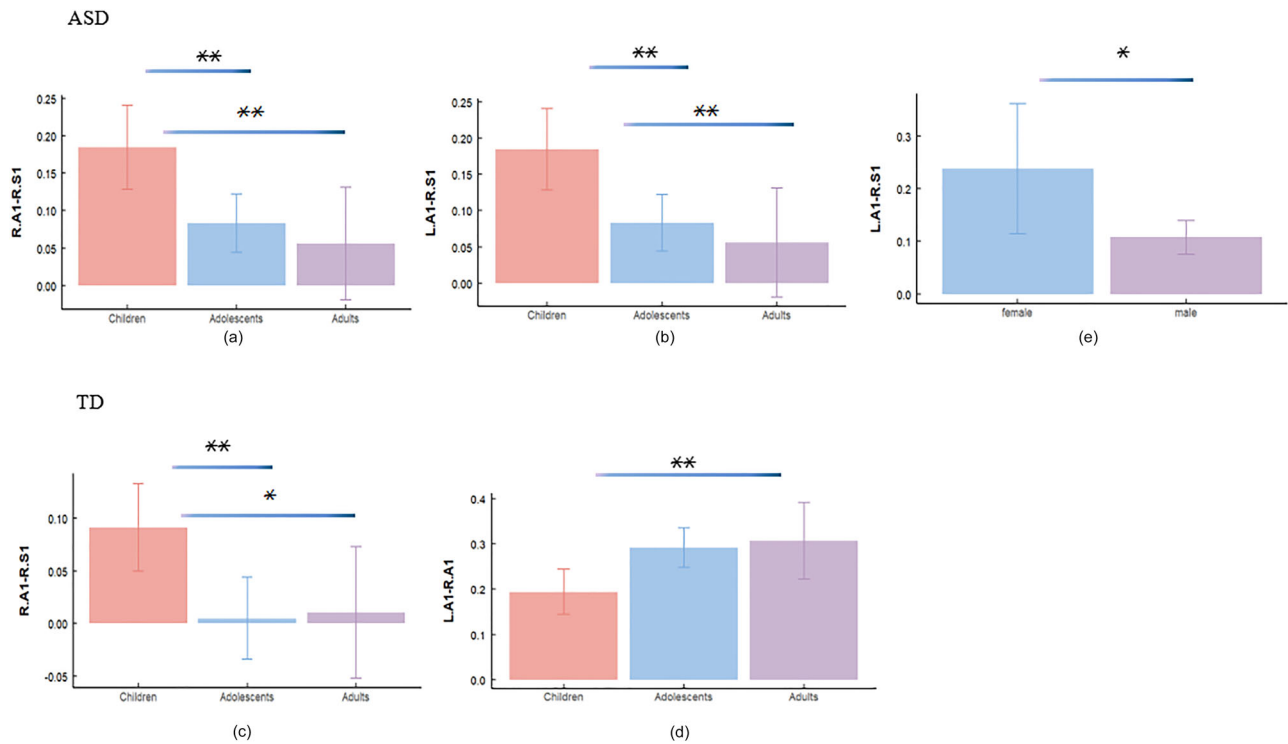 ASD
**
**
R.A1-R.S1
0.25
0.20
0.15
0.10
0.05
0.00
Children Adolescents Adults
(a)
**
**
L.A1-R.S1
0.25
0.20
0.15
0.10
0.05
0.00
Children Adolescents Adults
(b)
*
L.A1-R.S1
0.3
0.2
0.1
0.0
female male
(e)
TD
**
*
R.A1-R.S1
0.10
0.05
0.00
-0.05
Children Adolescents Adults
(c)
**
L.A1-R.A1
0.4
0.3
0.2
0.1
0.0
Children Adolescents Adults
(d)